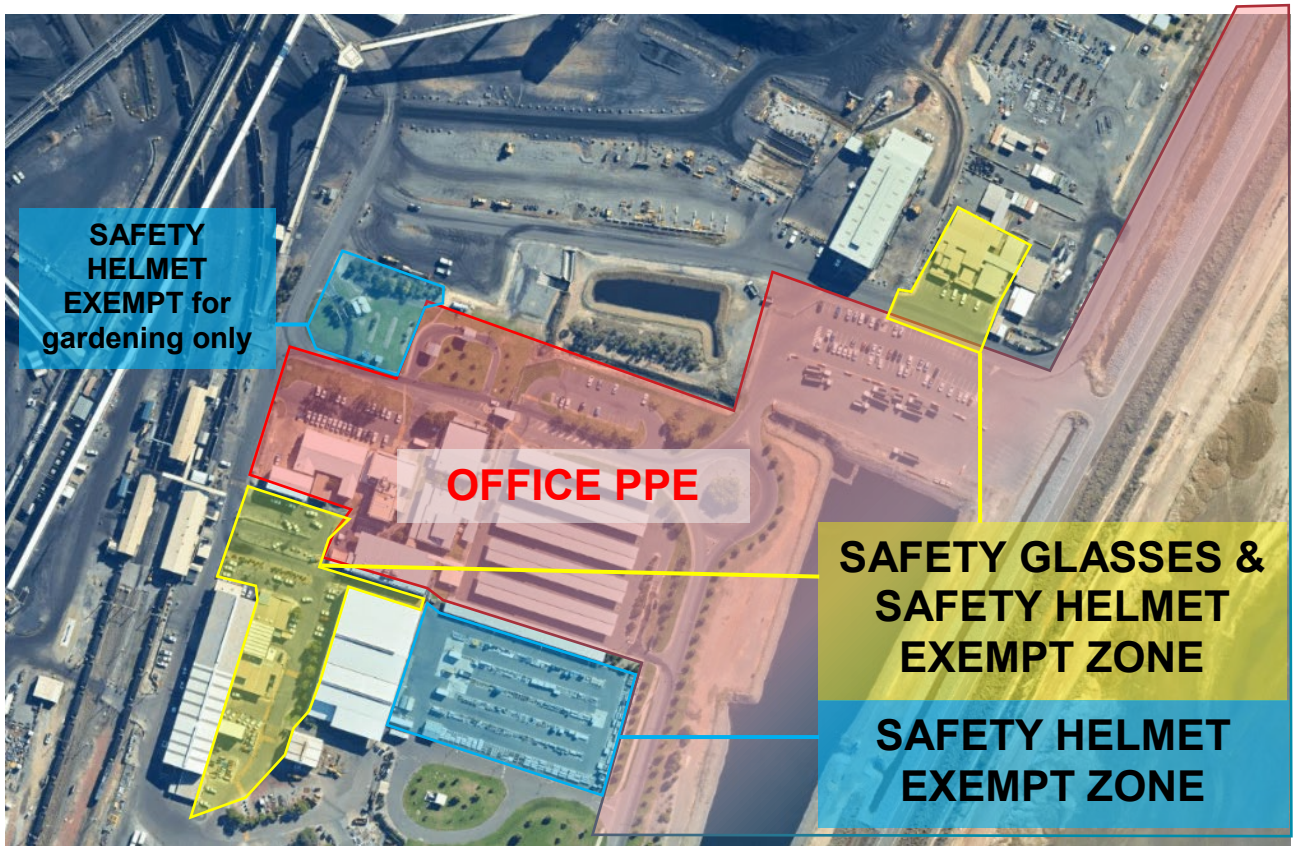 SAFETY
HELMET
EXEMPT for
gardening only
OFFICE PPE
SAFETY GLASSES &
SAFETY HELMET
EXEMPT ZONE
SAFETY HELMET
EXEMPT ZONE